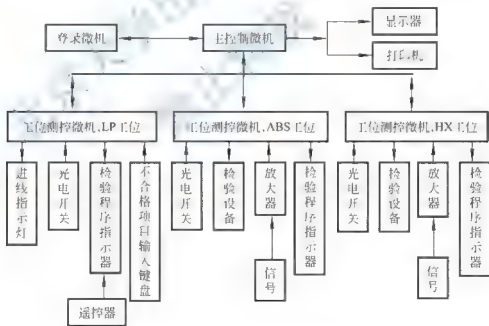 显示器
登录微机
主控制微机
打印机
工位测控微机、LP工位
工位测控微机、ABS工位
工位测控微机、HX工位
进线指示灯
光电开关
检验程序指示器
不合格项目输入键盘
光电开关
检验设备
放大器
检验程序指示器
光电开关
检验设备
放大器
检验程序指示器
信号
信号
遥控器